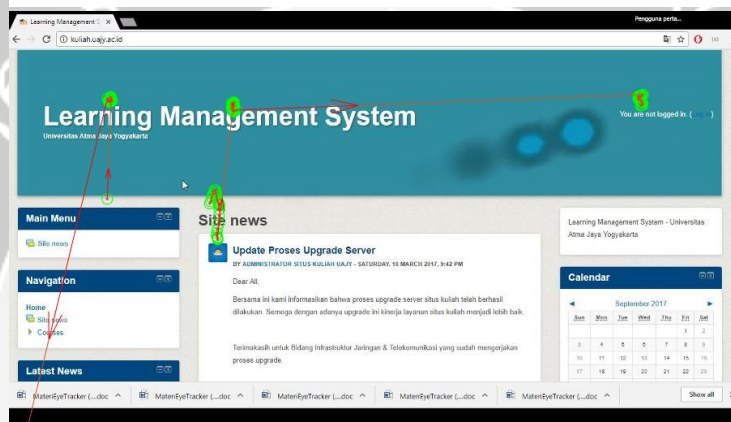 Learning Management S
Pengguna perta...
kuliah.uajy.ac.id
Learning Management System
Universitas Atma Jaya Yogyakarta
You are not logged in. (
Main Menu
Site news
Navigation
Home
Site news
Courses
Latest News
Site news
Update Proses Upgrade Server
BY ADMINISTRATOR SITUS KULIAH UAJY - SATURDAY, 18 MARCH 2017, 9:42 PM
Dear All,
Bersama ini kami informasikan bahwa proses upgrade server situs kuliah telah berhasil
dilakukan. Semoga dengan adanya upgrade ini kinerja layanan situs kuliah menjadi lebih baik
Terimakasih untuk Bidang Infrastruktur Jaringan & Telekomunikasi yang sudah mengerjakan
proses upgrade.
Learning Management System - Universitas
Atma Jaya Yogyakarta
Calendar
September 2017
Sun Mon Tue Wed Thu Fri Sat
1 2
3 4 5 6 7 8 9
10 11 12 13 14 15 16
17 18 19 20 21 22 23
MateriEyeTracker (....doc MateriEyeTracker (....doc MateriEyeTracker (....doc MateriEyeTracker (....doc MateriEyeTracker (....doc Show all